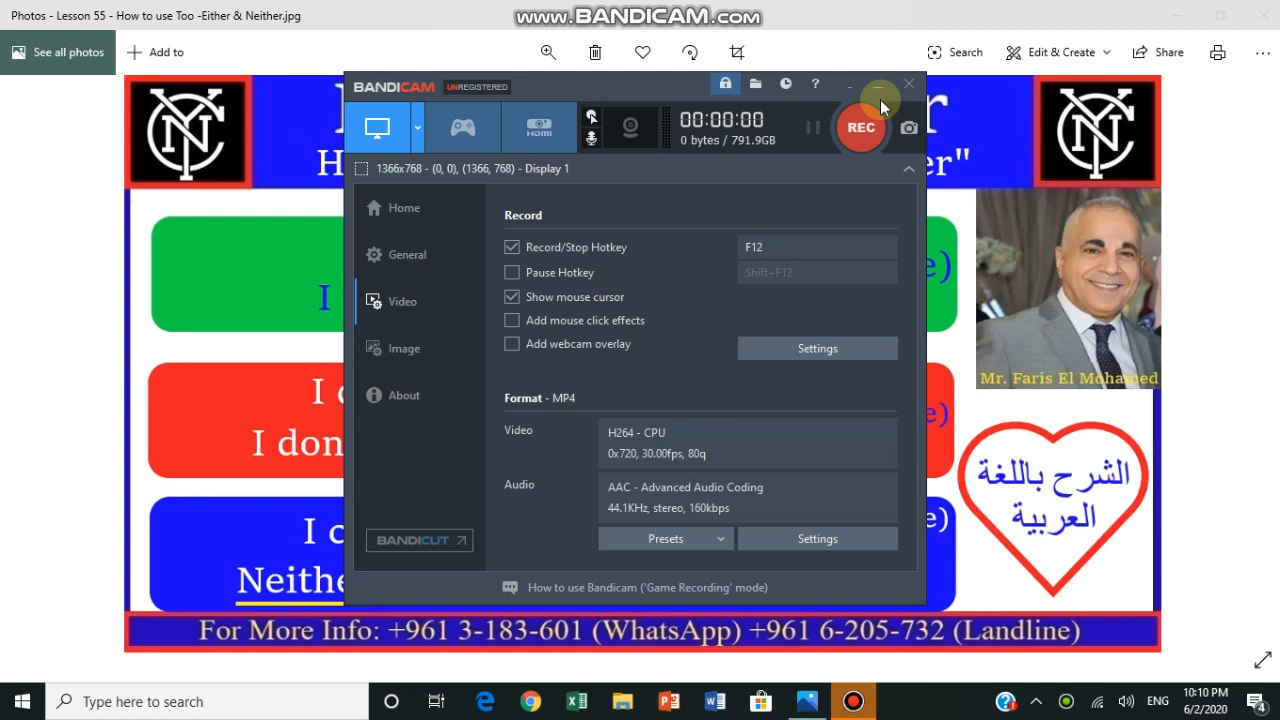 Photos - Lesson 55 - How to use Too -Either & Neither.jpg
www.BANDICAM.com
See all photos
Add to
Search
Edit & Create
Share
BANDICAM
UNREGISTERED
HDMI
00:00:00
0 bytes / 791.9GB
REC
1366x768 - (0, 0), (1366, 768) - Display 1
Home
General
Video
Image
About
BANDICUT
Record
Record/Stop Hotkey
F12
Pause Hotkey
Shift+F12
Show mouse cursor
Add mouse click effects
Add webcam overlay
Settings
Format - MP4
Video
H264 - CPU
0x720, 30.00fps, 80q
Audio
AAC - Advanced Audio Coding
44.1KHz, stereo, 160kbps
Presets
Settings
How to use Bandicam ('Game Recording' mode)
I
I don
Mr. Faris El Mohamed
الشرح باللغة
العربية
For More Info: +961 3-183-601 (WhatsApp) +961 6-205-732 (Landline)
Type here to search
ENG
10:10 PM
6/2/2020
4